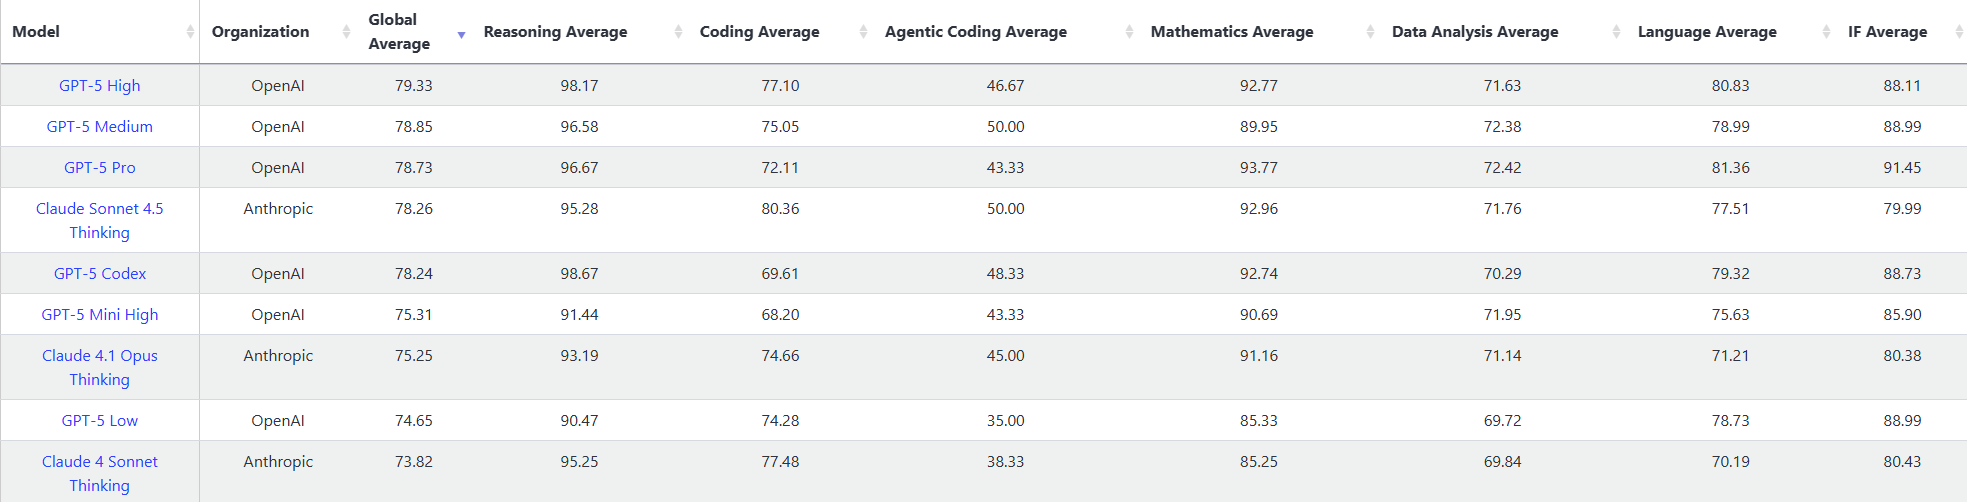 Model Organization Global Average Reasoning Average Coding Average Agentic Coding Average Mathematics Average Data Analysis Average Language Average IF Average
GPT-5 High OpenAI 79.33 98.17 77.10 46.67 92.77 71.63 80.83 88.11
GPT-5 Medium OpenAI 78.85 96.58 75.05 50.00 89.95 72.38 78.99 88.99
GPT-5 Pro OpenAI 78.73 96.67 72.11 43.33 93.77 72.42 81.36 91.45
Claude Sonnet 4.5 Thinking Anthropic 78.26 95.28 80.36 50.00 92.96 71.76 77.51 79.99
GPT-5 Codex OpenAI 78.24 98.67 69.61 48.33 92.74 70.29 79.32 88.73
GPT-5 Mini High OpenAI 75.31 91.44 68.20 43.33 90.69 71.95 75.63 85.90
Claude 4.1 Opus Thinking Anthropic 75.25 93.19 74.66 45.00 91.16 71.14 71.21 80.38
GPT-5 Low OpenAI 74.65 90.47 74.28 35.00 85.33 69.72 78.73 88.99
Claude 4 Sonnet Thinking Anthropic 73.82 95.25 77.48 38.33 85.25 69.84 70.19 80.43